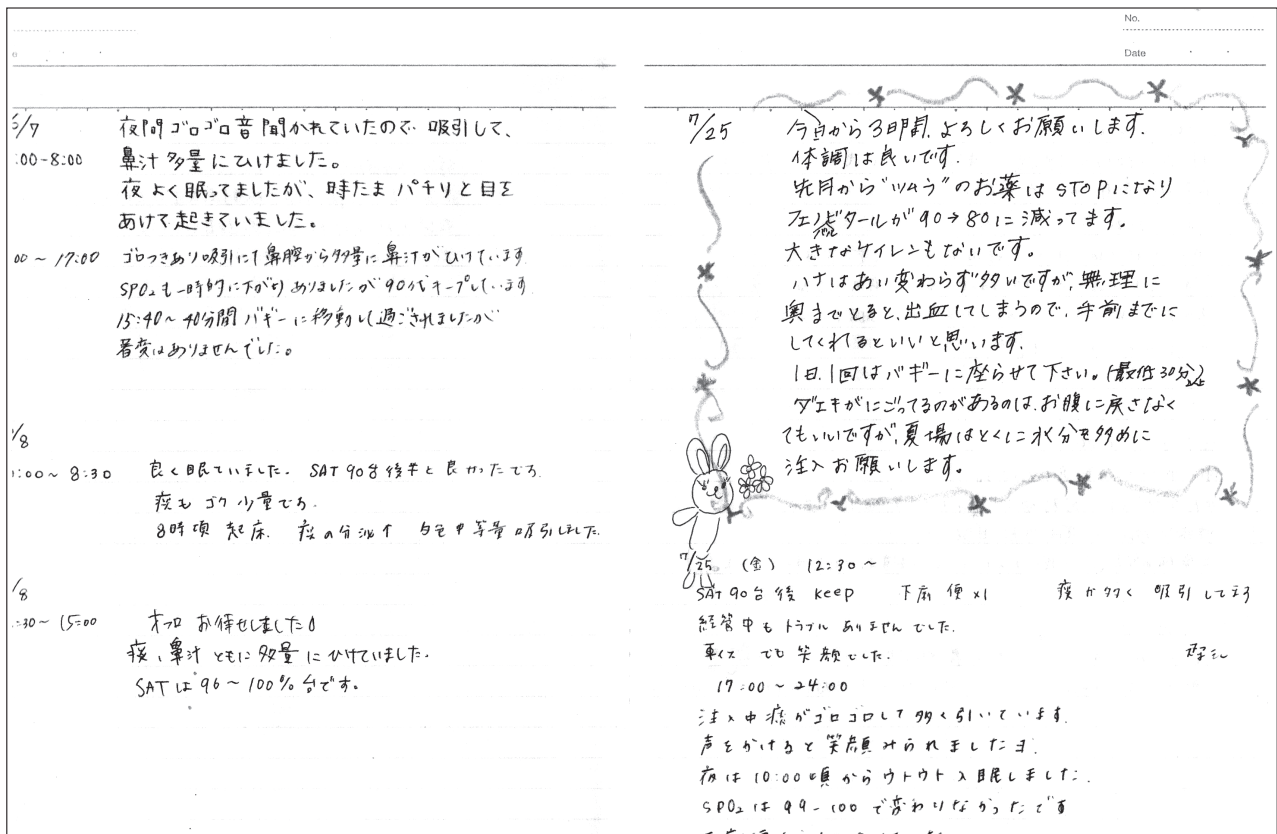 6/7
:00-8:00
夜間ゴロゴロ音聞かれていたので吸引して、
鼻汁多量にひけました。
夜よく眠ってましたが、時たまパチリと目を
あけて起きていました。
00～17:00
ゴロつきあり吸引にて鼻腔から多量に鼻汁がひけています
SPO2も一時的に下がりありましたが90代キープしています
15:40～40分間バギーに移動して過ごされましたが
著変はありませんでした。
/8
:00～8:30
良く眠ていました. SAT 90台後半と良かったです.
痰もゴク少量です.
8時頃起床. 痰の分泌↑ 白色中等量吸引しました.
/8
:30～15:00
オフロお待せしました
痰、鼻汁ともに多量にひけていました.
SATは96～100%台です。
No.
Date
7/25
今日から3日間、よろしくお願いします.
体調は良いです.
先月から"ツムラ"のお薬はSTOPになり
フェノバタールが90→80に減ってます。
大きなケイレンもないです。
ハナはあい変わらず多いですが、無理に
奥までとると、出血してしまうので、手前までに
してくれるといいと思います.
1日、1回はバギーに座らせて下さい。(最低30分)
ダエキがにごってるのがあるのは、お腹に戻さなく
てもいいですが、夏場はとくに水分を多めに
注入お願いします。
7/25 (金) 12:30～
SAT 90台後 keep 下痢便×1 痰が多く吸引してます
経管中もトラブルありませんでした.
車イスでも笑顔でした.
17:00～24:00
注入中痰がゴロゴロして多く引いています.
声をかけると笑顔みられましたヨ.
夜は10:00頃からウトウト入眠しました.
SPO2は99-100で変わりなかったです